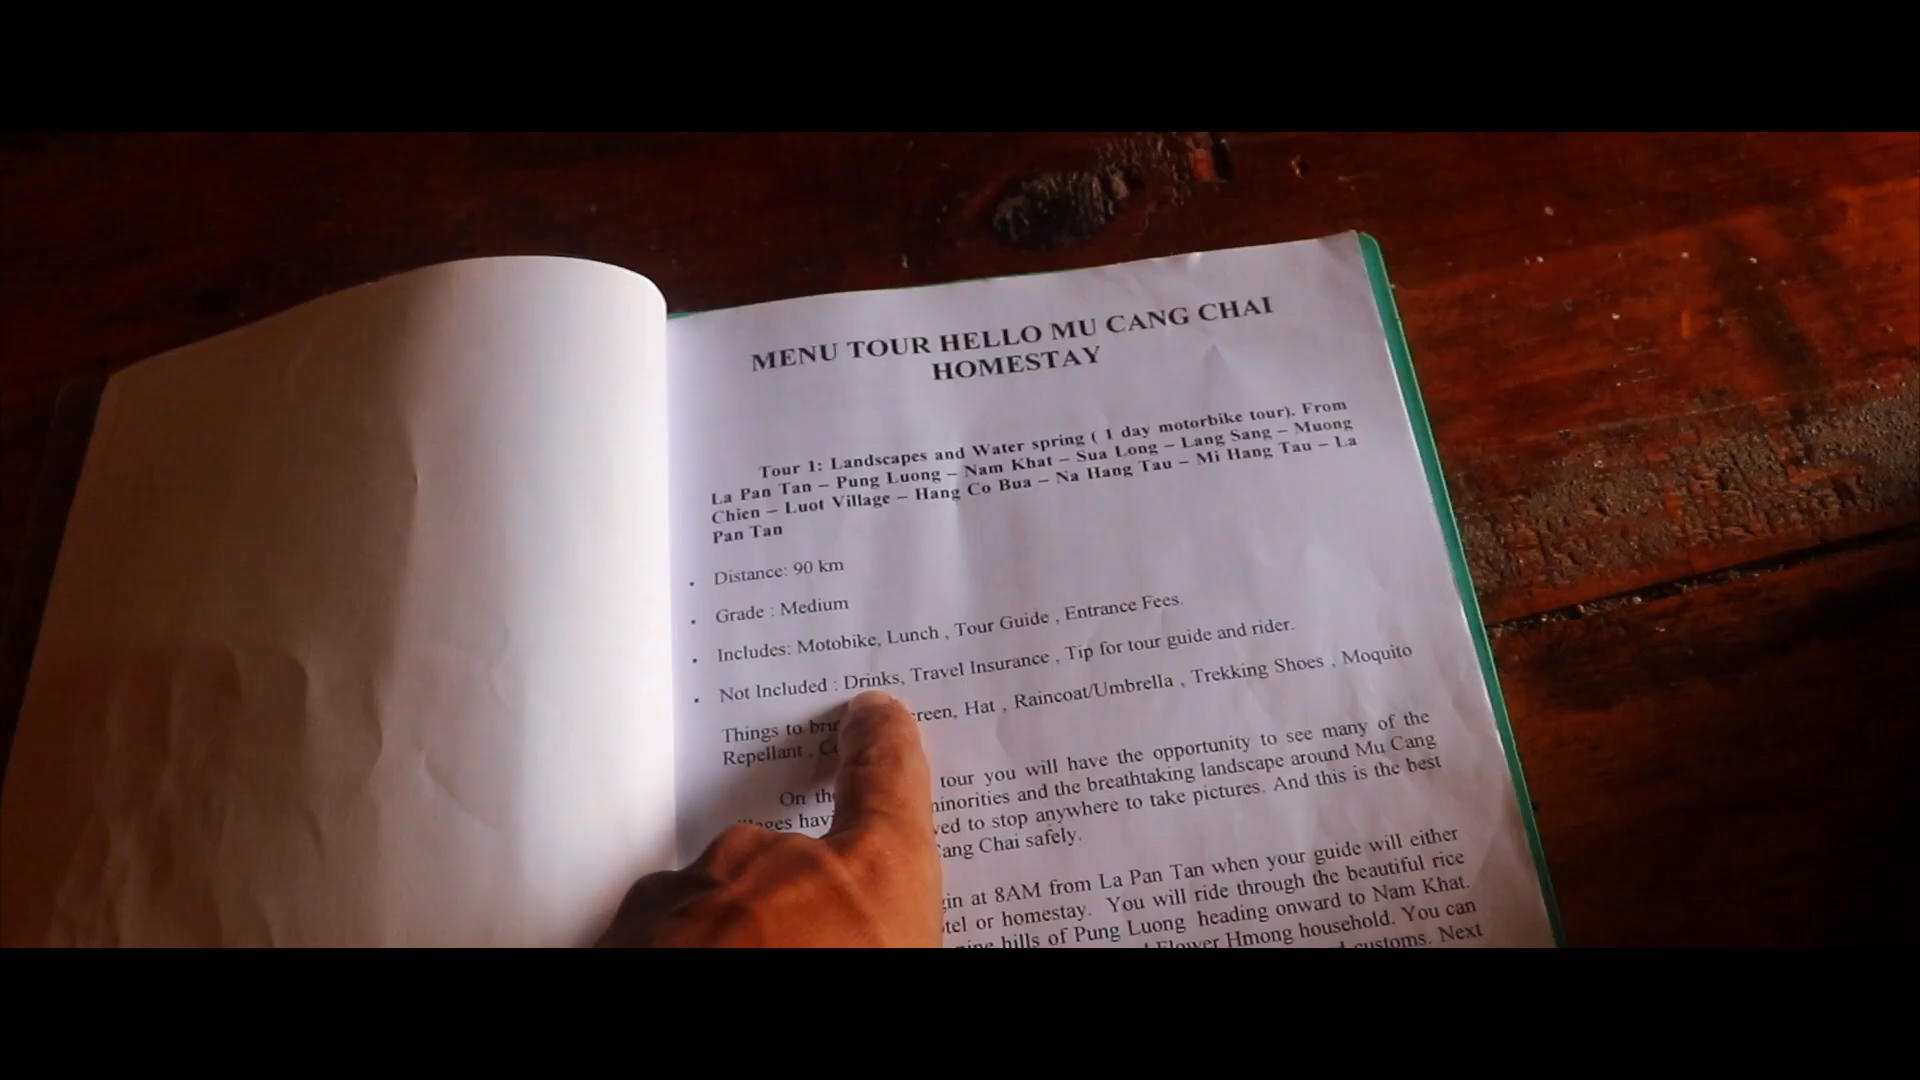 MENU TOUR HELLO MU CANG CHAI
HOMESTAY
Tour 1: Landscapes and Water spring ( 1 day motorbike tour). From
La Pan Tan – Pung Luong – Nam Khat – Sua Long – Lang Sang – Muong
Chien – Luot Village – Hang Co Bua – Na Hang Tau – Mi Hang Tau – La
Pan Tan
• Distance: 90 km
• Grade : Medium
• Includes: Motobike, Lunch , Tour Guide , Entrance Fees.
• Not Included : Drinks, Travel Insurance , Tip for tour guide and rider.
Things to Hat , Raincoat/Umbrella , Trekking Shoes , Moquito
Repellant ,
On tour you will have the opportunity to see many of the
and the breathtaking landscape around Mu Cang
to stop anywhere to take pictures. And this is the best
Chai safely.
at 8AM from La Pan Tan when your guide will either
or homestay. You will ride through the beautiful rice
hills of Pung Luong heading onward to Nam Khat.
Flower Hmong household. You can
customs. Next